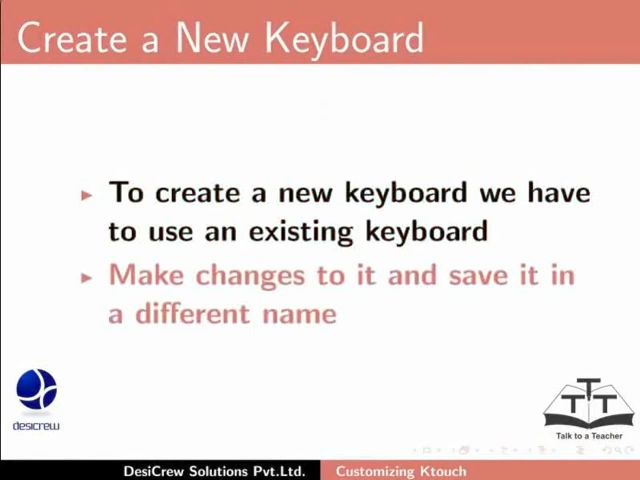 Create a New Keyboard
To create a new keyboard we have
to use an existing keyboard
Make changes to it and save it in
a different name
desicrew
TTT
Talk to a Teacher
DesiCrew Solutions Pvt.Ltd. Customizing Ktouch